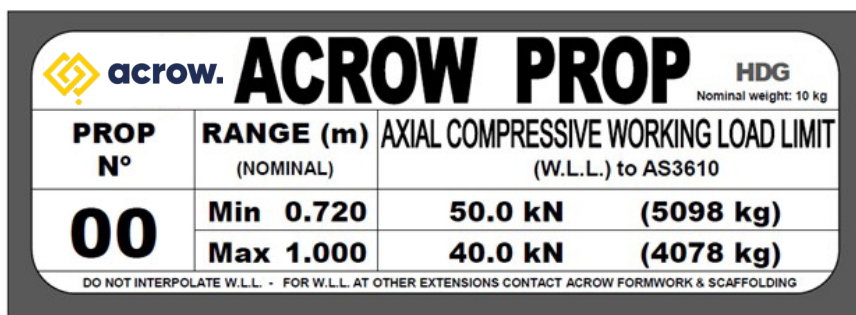 acrow. ACROW PROP HDG
Nominal weight: 10 kg
PROP RANGE (m) AXIAL COMPRESSIVE WORKING LOAD LIMIT
Nº (NOMINAL) (W.L.L.) to AS3610
00 Min 0.720 50.0 kN (5098 kg)
Max 1.000 40.0 kN (4078 kg)
DO NOT INTERPOLATE W.L.L. - FOR W.L.L. AT OTHER EXTENSIONS CONTACT ACROW FORMWORK & SCAFFOLDING